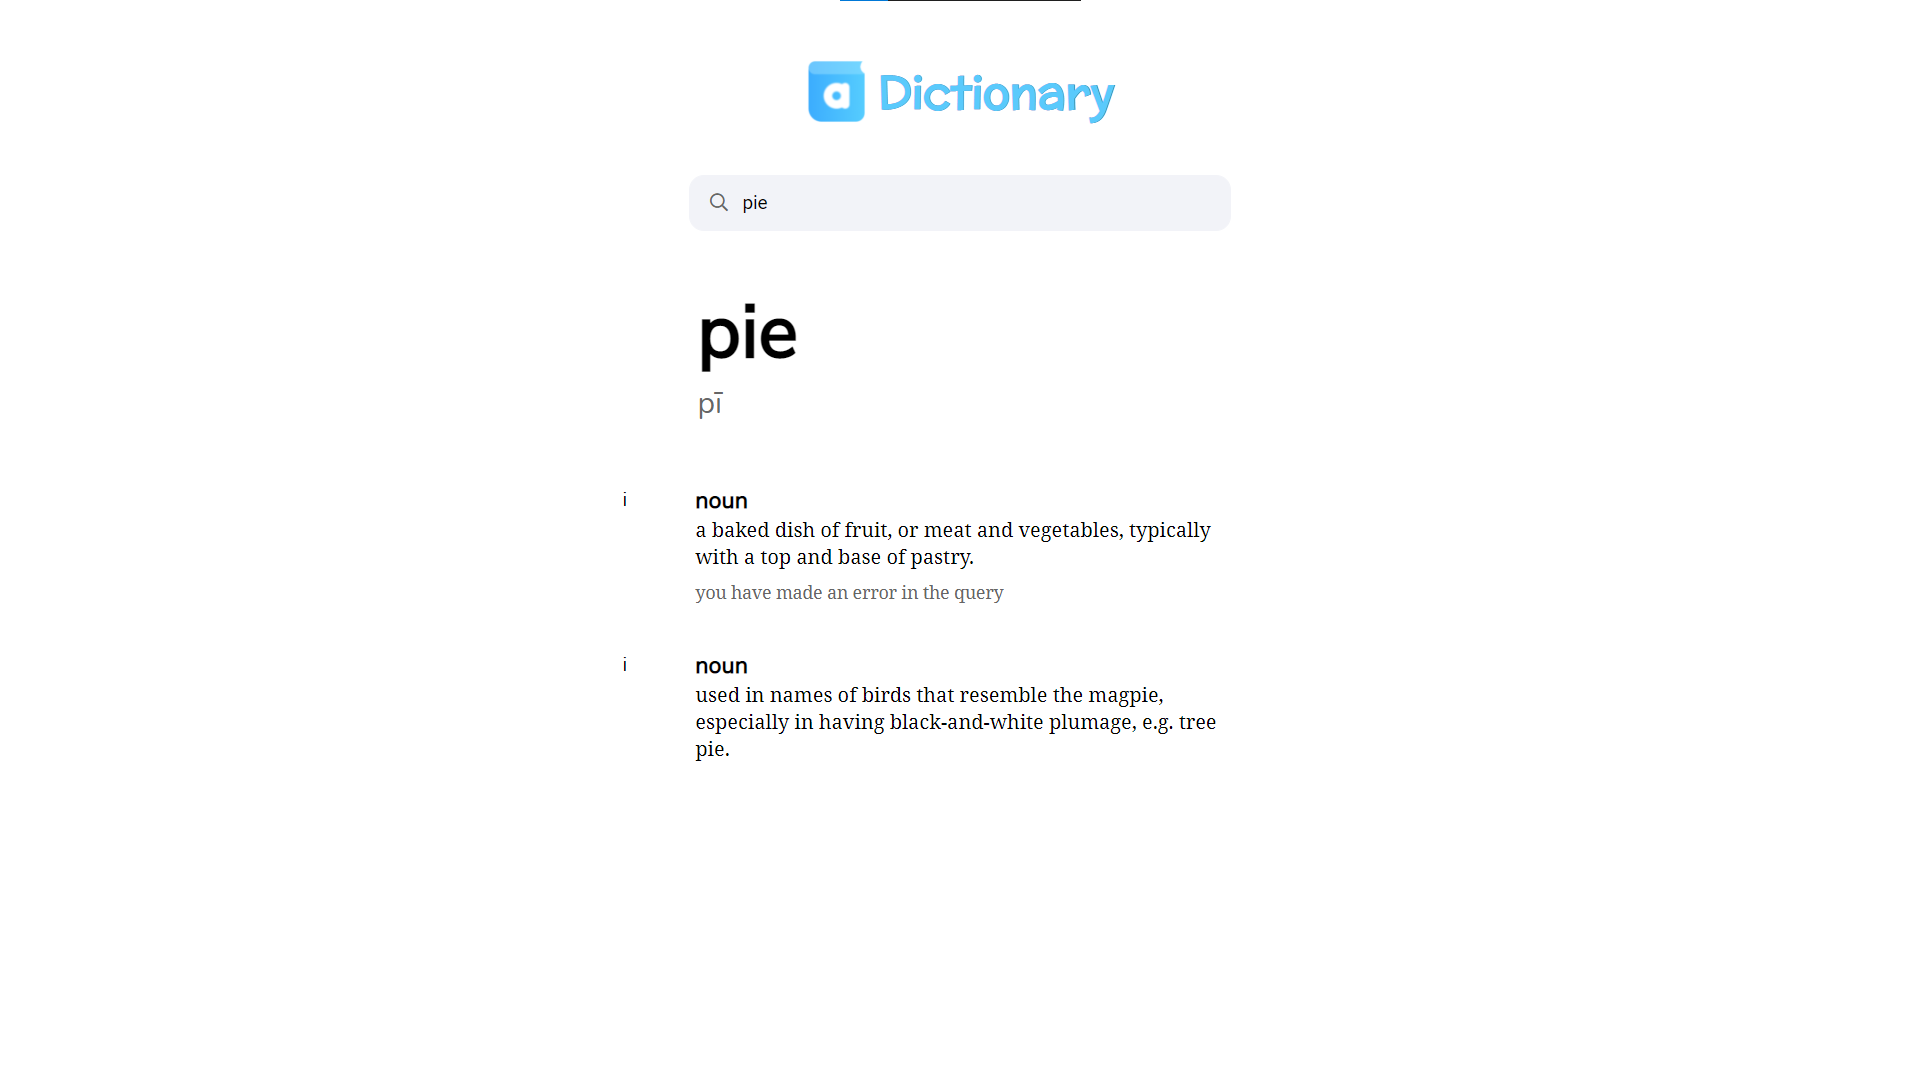 a Dictionary
pie
pie
pī
i noun
a baked dish of fruit, or meat and vegetables, typically
with a top and base of pastry.
you have made an error in the query
i noun
used in names of birds that resemble the magpie,
especially in having black-and-white plumage, e.g. tree
pie.